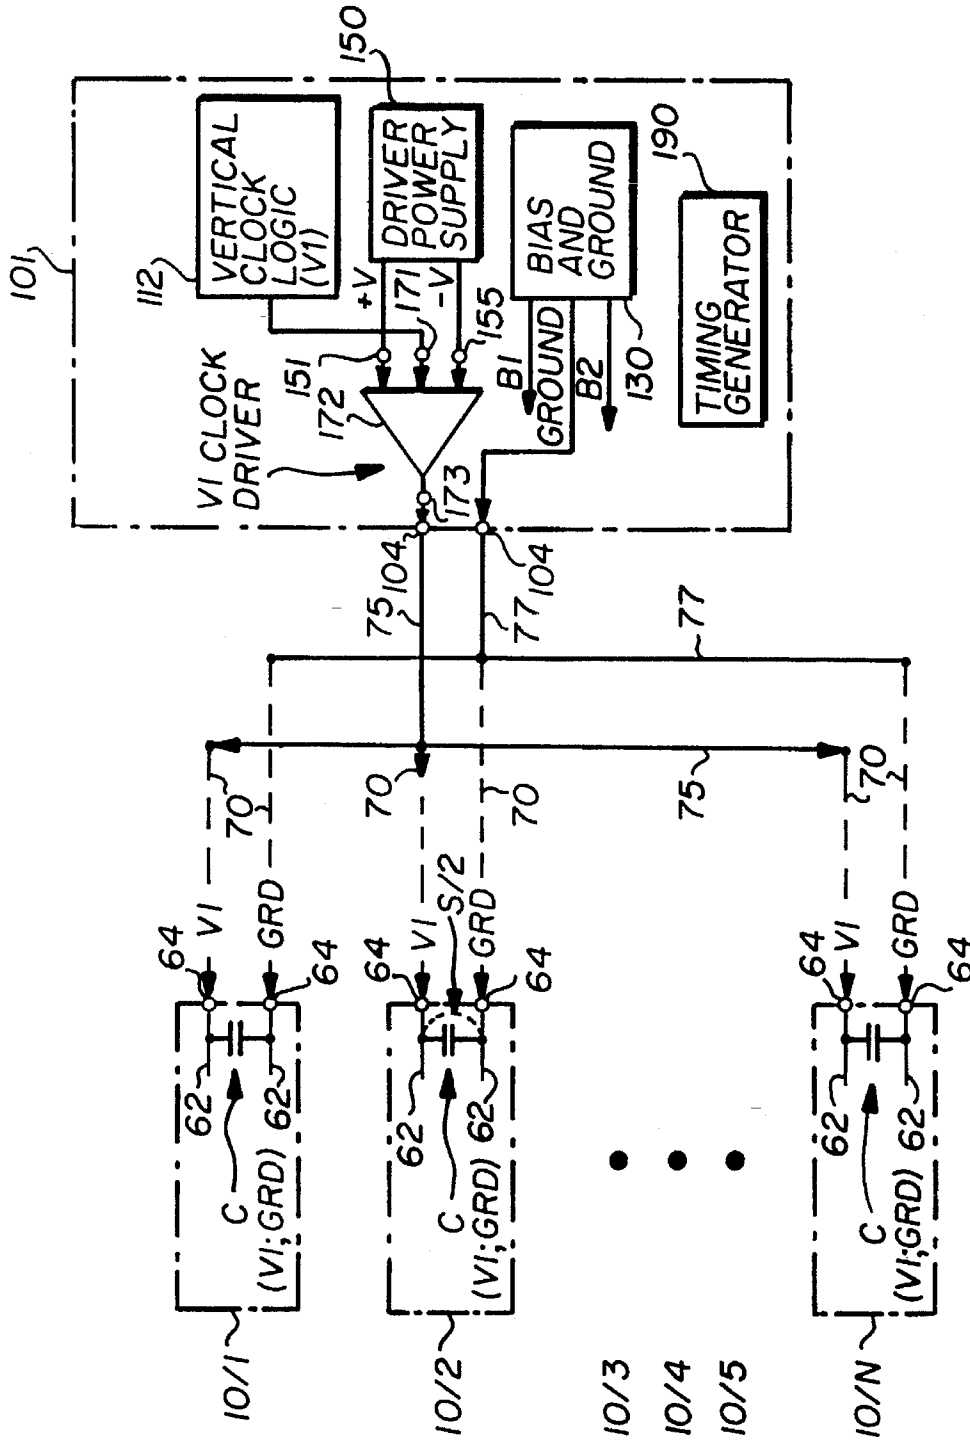 101
112
VERTICAL
CLOCK
LOGIC
(V1)
150
DRIVER
POWER
SUPPLY
+V
171
-V
151
155
172
V1 CLOCK
DRIVER
173
BIAS
AND
GROUND
B1
GROUND
B2
130
190
TIMING
GENERATOR
104
104
75
77
77
75
70
70
70
70
70
V1
GRD
V1
S/2
GRD
V1
GRD
64
64
64
64
64
64
62
62
62
62
62
62
C
(V1;GRD)
C
(V1;GRD)
C
(V1;GRD)
10/1
10/2
10/3
10/4
10/5
10/N